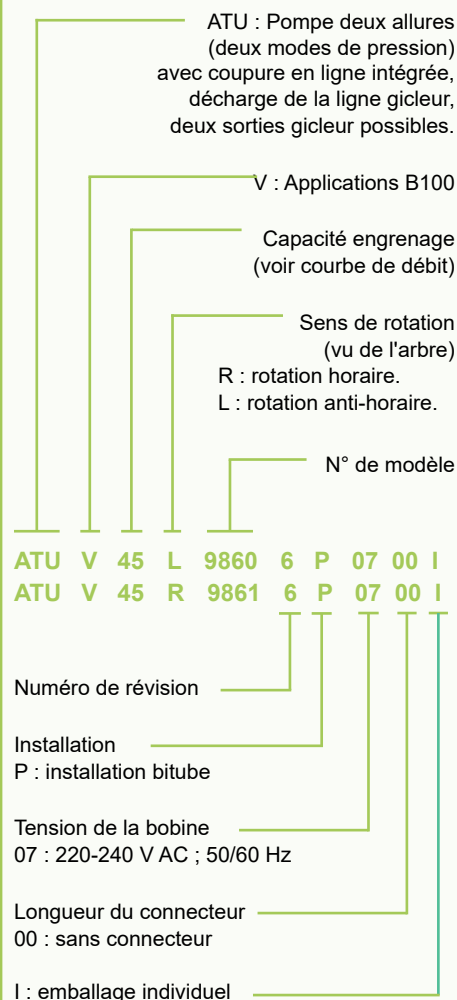 ATU : Pompe deux allures
(deux modes de pression)
avec coupure en ligne intégrée,
décharge de la ligne gicleur,
deux sorties gicleur possibles.
V : Applications B100
Capacité engrenage
(voir courbe de débit)
Sens de rotation
(vu de l'arbre)
R : rotation horaire.
L : rotation anti-horaire.
N° de modèle
ATU V 45 L 9860 6 P 07 00 I
ATU V 45 R 9861 6 P 07 00 I
Numéro de révision
Installation
P : installation bitube
Tension de la bobine
07 : 220-240 V AC ; 50/60 Hz
Longueur du connecteur
00 : sans connecteur
I : emballage individuel